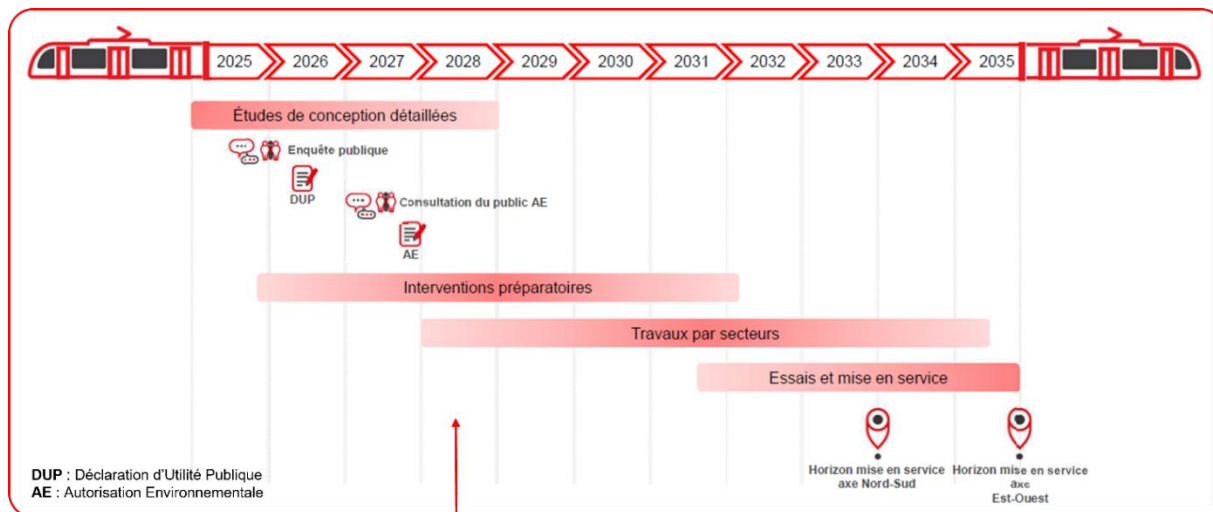 2025 2026 2027 2028 2029 2030 2031 2032 2033 2034 2035
Études de conception détaillées
Enquête publique
DUP
Consultation du public AE
AE
Interventions préparatoires
Travaux par secteurs
Essais et mise en service
Horizon mise en service
axe Nord-Sud
Horizon mise en service
axe
Est-Ouest
DUP : Déclaration d'Utilité Publique
AE : Autorisation Environnementale